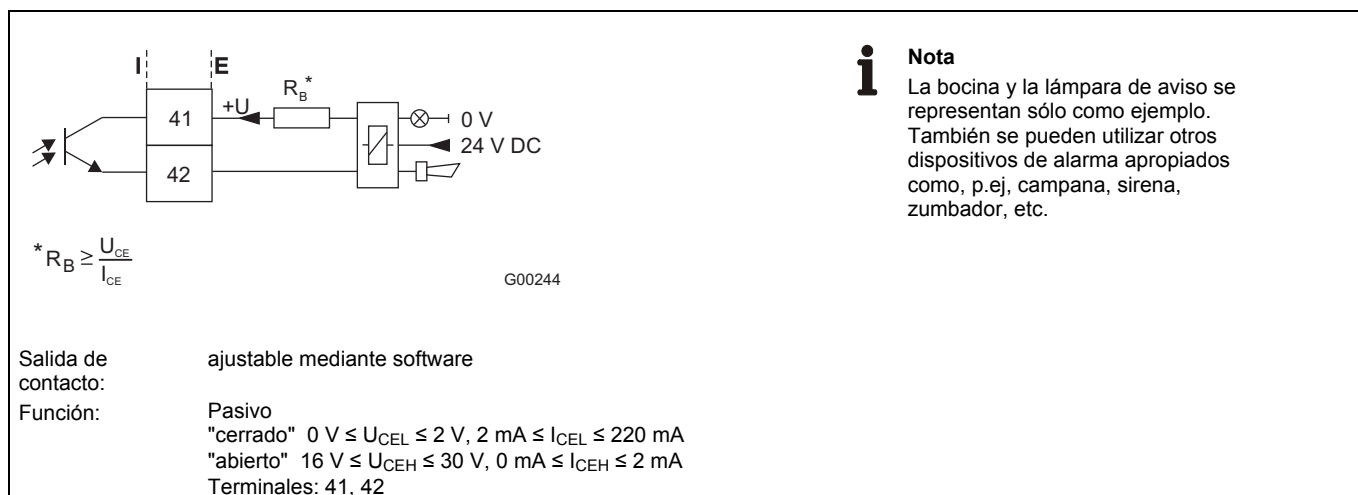 I E
R_B*
41 +U
0 V
24 V DC
42
* R_B ≥ U_CE / I_CE
G00244
i Nota
La bocina y la lámpara de aviso se
representan sólo como ejemplo.
También se pueden utilizar otros
dispositivos de alarma apropiados
como, p.ej, campana, sirena,
zumbador, etc.
Salida de contacto: ajustable mediante software
Función: Pasivo
"cerrado" 0 V ≤ U_CEL ≤ 2 V, 2 mA ≤ I_CEL ≤ 220 mA
"abierto" 16 V ≤ U_CEH ≤ 30 V, 0 mA ≤ I_CEH ≤ 2 mA
Terminales: 41, 42